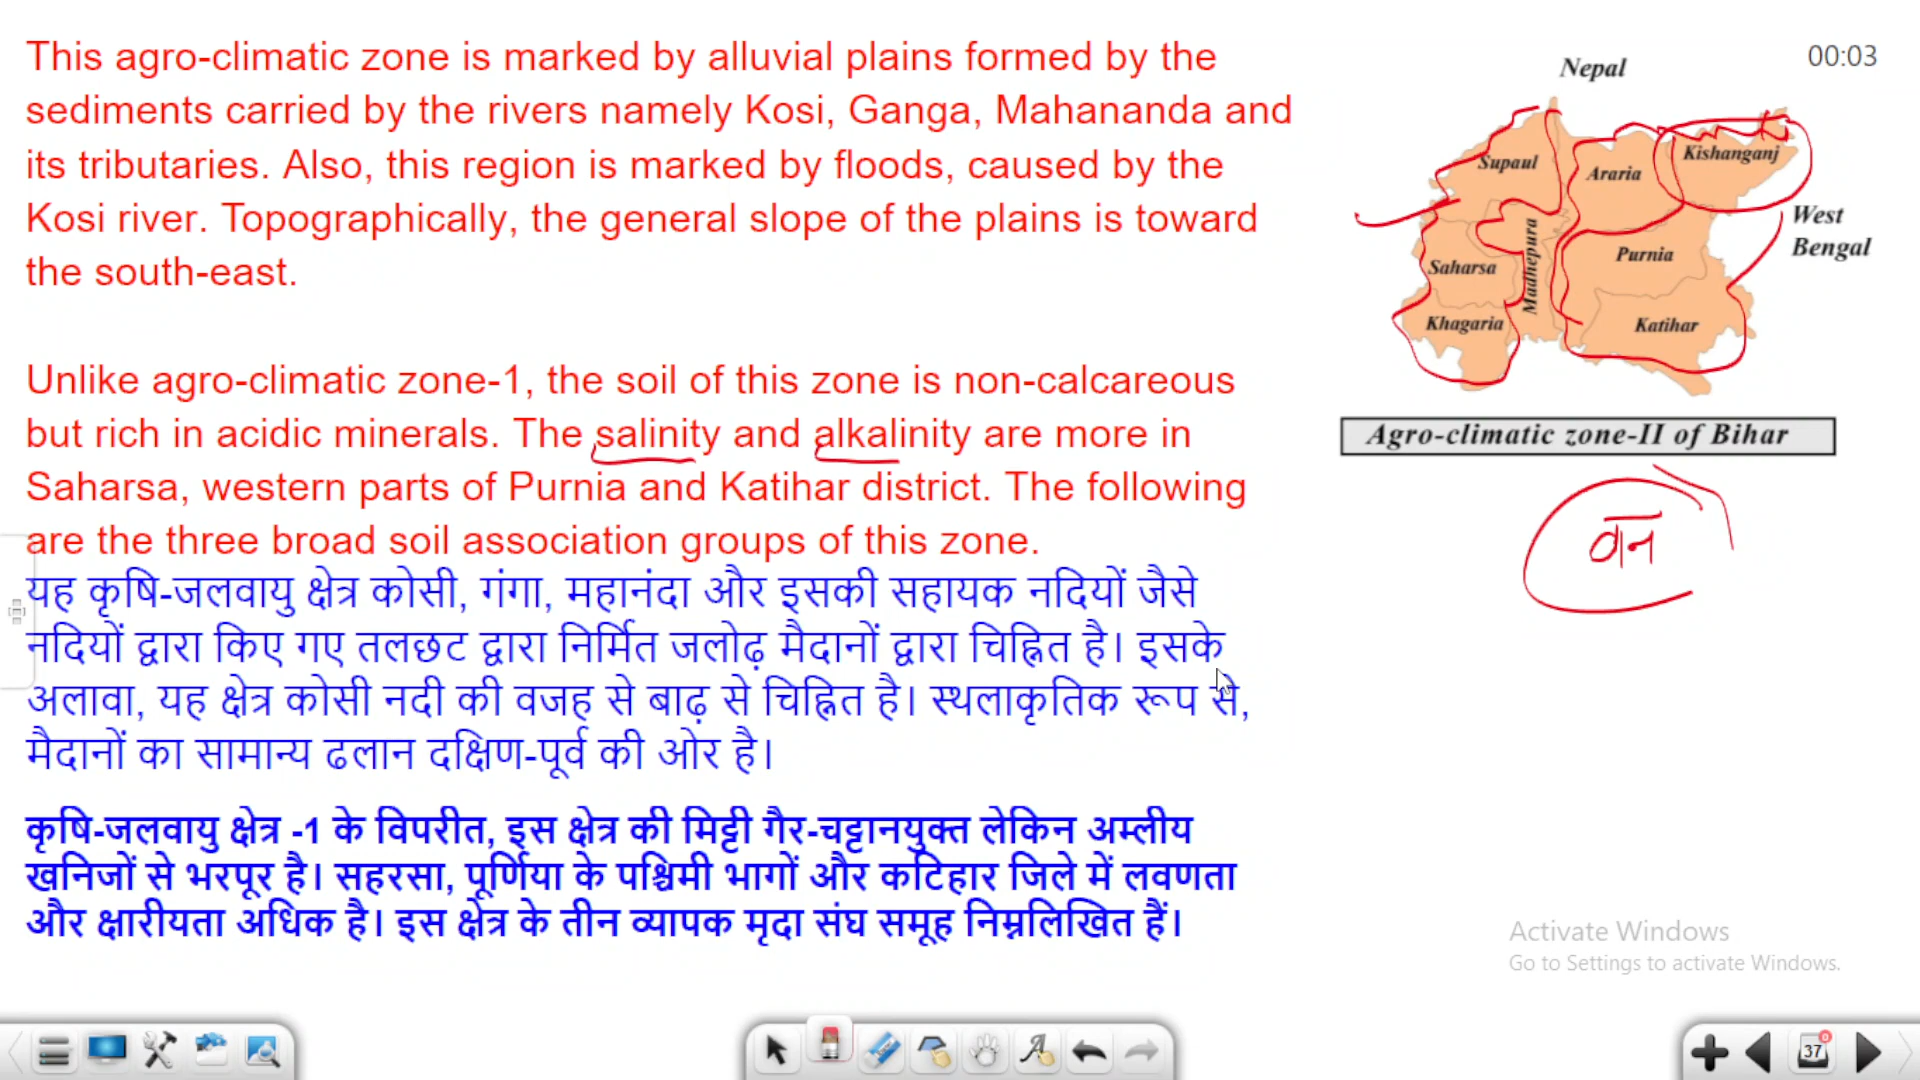 This agro-climatic zone is marked by alluvial plains formed by the
sediments carried by the rivers namely Kosi, Ganga, Mahananda and
its tributaries. Also, this region is marked by floods, caused by the
Kosi river. Topographically, the general slope of the plains is toward
the south-east.
Unlike agro-climatic zone-1, the soil of this zone is non-calcareous
but rich in acidic minerals. The salinity and alkalinity are more in
Saharsa, western parts of Purnia and Katihar district. The following
are the three broad soil association groups of this zone.
यह कृषि-जलवायु क्षेत्र कोसी, गंगा, महानंदा और इसकी सहायक नदियों जैसे
नदियों द्वारा किए गए तलछट द्वारा निर्मित जलोढ़ मैदानों द्वारा चिह्नित है। इसके
अलावा, यह क्षेत्र कोसी नदी की वजह से बाढ़ से चिह्नित है। स्थलाकृतिक रूप से,
मैदानों का सामान्य ढलान दक्षिण-पूर्व की ओर है।
कृषि-जलवायु क्षेत्र -1 के विपरीत, इस क्षेत्र की मिट्टी गैर-चट्टानयुक्त लेकिन अम्लीय
खनिजों से भरपूर है। सहरसा, पूर्णिया के पश्चिमी भागों और कटिहार जिले में लवणता
और क्षारीयता अधिक है। इस क्षेत्र के तीन व्यापक मृदा संघ समूह निम्नलिखित हैं।
00:03
Nepal
Supaul
Araria
Kishanganj
West
Bengal
Saharsa
Madhepura
Purnia
Khagaria
Katihar
Agro-climatic zone-II of Bihar
वन
Activate Windows
Go to Settings to activate Windows.
37
0